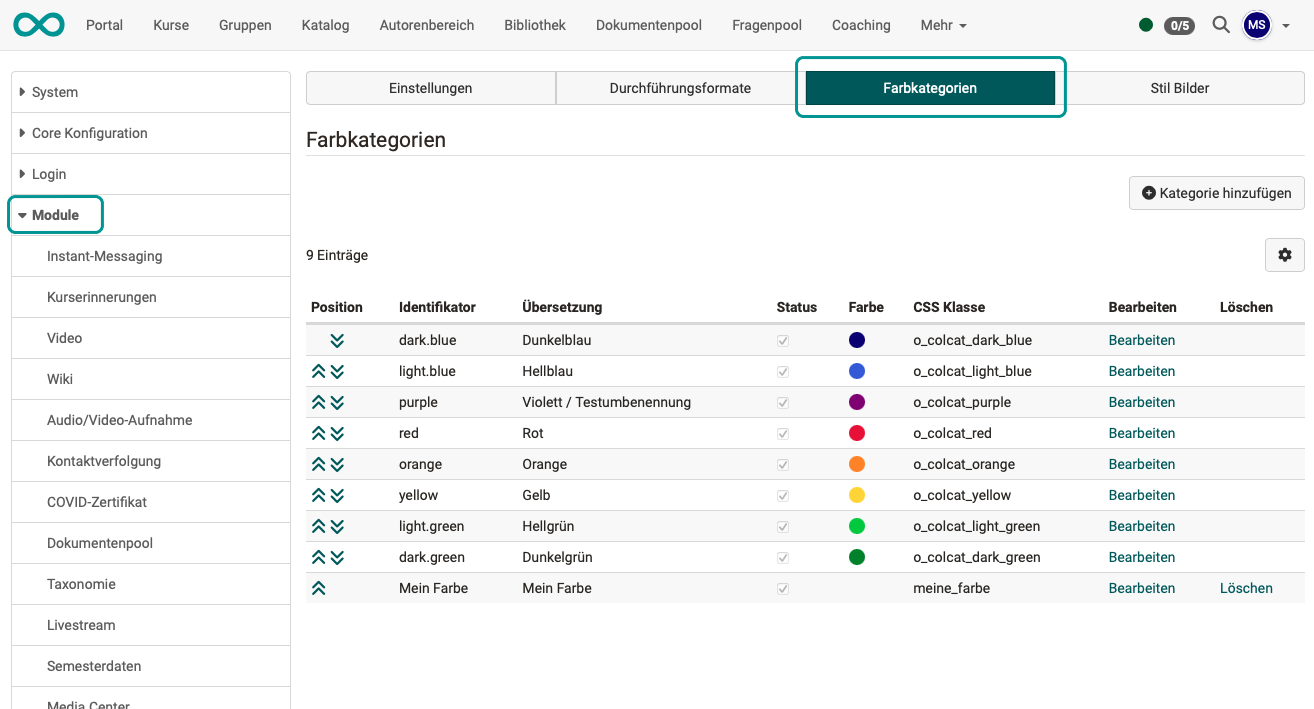 Portal Kurse Gruppen Katalog Autorenbereich Bibliothek Dokumentenpool Fragenpool Coaching Mehr 0/5 MS
System
Core Konfiguration
Login
Module
Instant-Messaging
Kurserinnerungen
Video
Wiki
Audio/Video-Aufnahme
Kontaktverfolgung
COVID-Zertifikat
Dokumentenpool
Taxonomie
Livestream
Semesterdaten
Media Center
Einstellungen Durchführungsformate Farbkategorien Stil Bilder
Farbkategorien
Kategorie hinzufügen
9 Einträge
Position Identifikator Übersetzung Status Farbe CSS Klasse Bearbeiten Löschen
dark.blue Dunkelblau o_colcat_dark_blue Bearbeiten
light.blue Hellblau o_colcat_light_blue Bearbeiten
purple Violett / Testumbenennung o_colcat_purple Bearbeiten
red Rot o_colcat_red Bearbeiten
orange Orange o_colcat_orange Bearbeiten
yellow Gelb o_colcat_yellow Bearbeiten
light.green Hellgrün o_colcat_light_green Bearbeiten
dark.green Dunkelgrün o_colcat_dark_green Bearbeiten
Mein Farbe Mein Farbe meine_farbe Bearbeiten Löschen